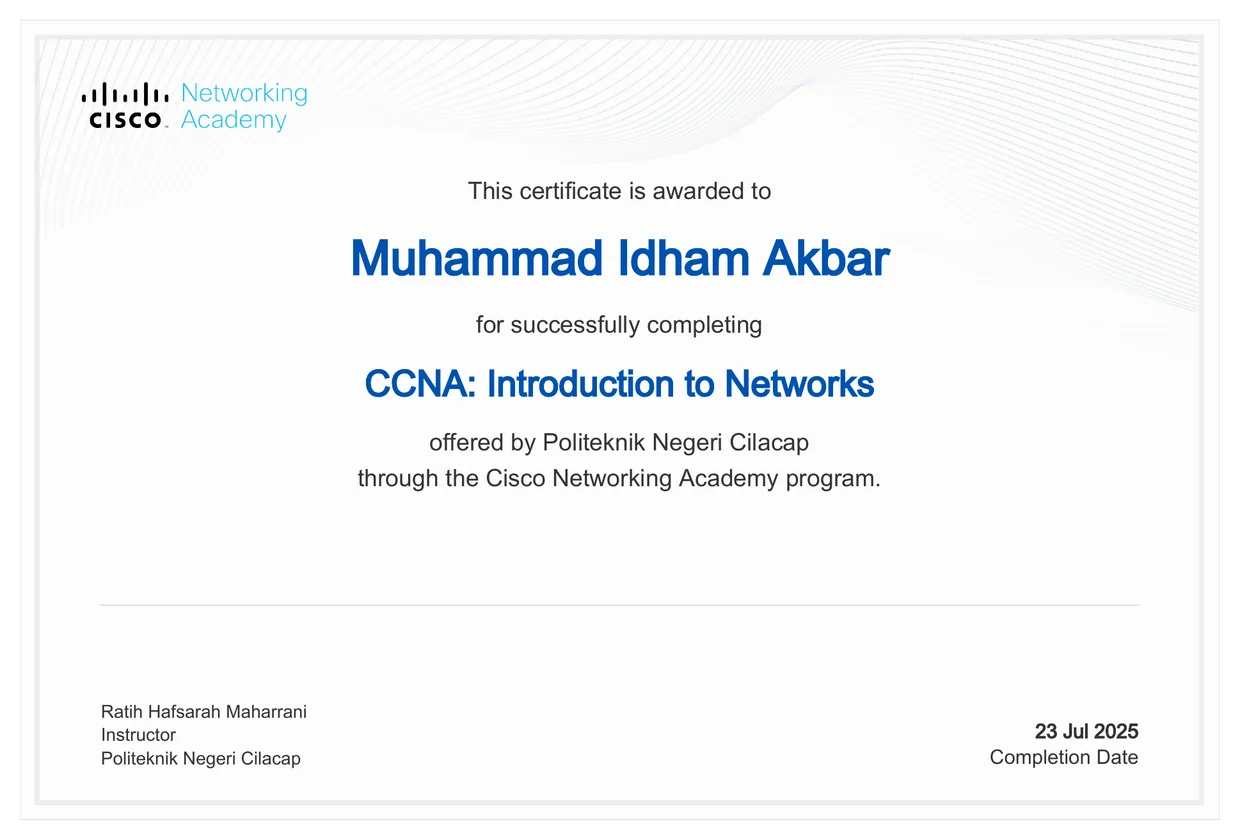 CISCO™ Networking
Academy
This certificate is awarded to
Muhammad Idham Akbar
for successfully completing
CCNA: Introduction to Networks
offered by Politeknik Negeri Cilacap
through the Cisco Networking Academy program.
Ratih Hafsarah Maharrani
Instructor
Politeknik Negeri Cilacap
23 Jul 2025
Completion Date